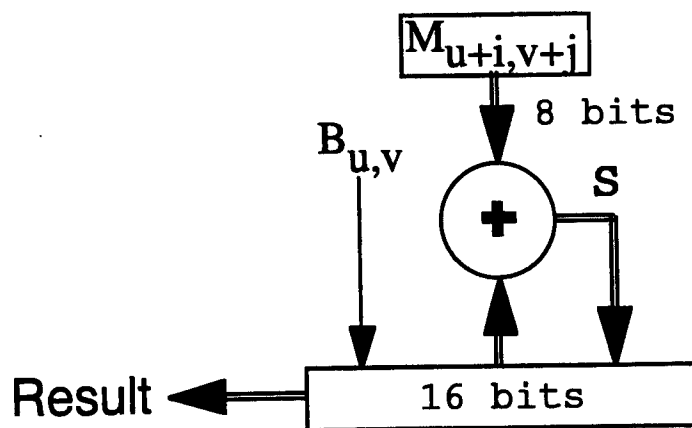 M_{u+i,v+j}
8 bits
B_{u,v}
S
+
16 bits
Result